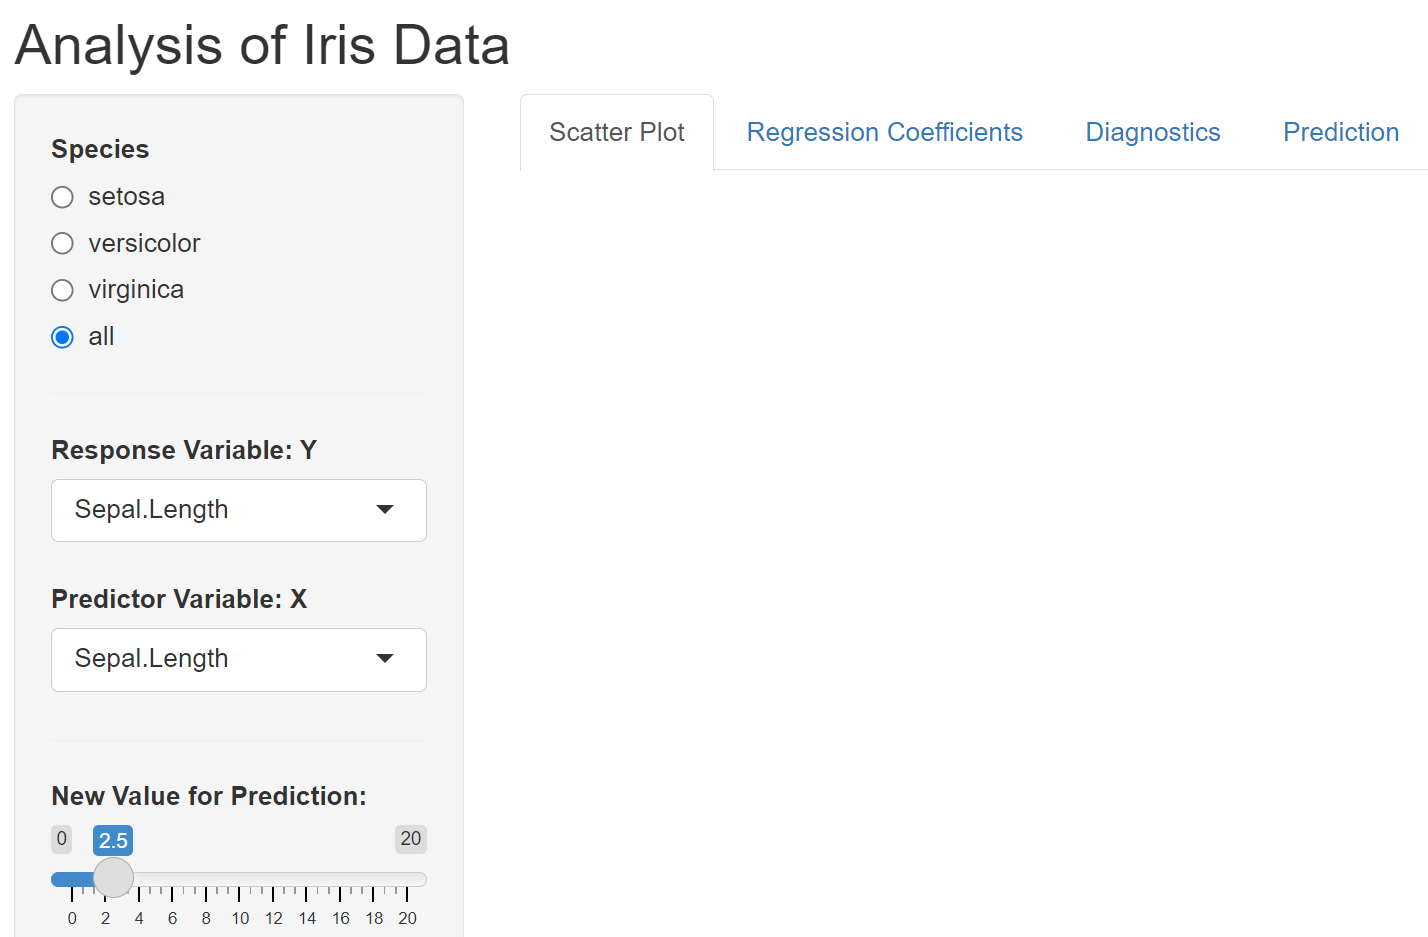 Analysis of Iris Data
Species
setosa
versicolor
virginica
all
Response Variable: Y
Sepal.Length
Predictor Variable: X
Sepal.Length
New Value for Prediction:
0 2.5 20
0 2 4 6 8 10 12 14 16 18 20
Scatter Plot Regression Coefficients Diagnostics Prediction